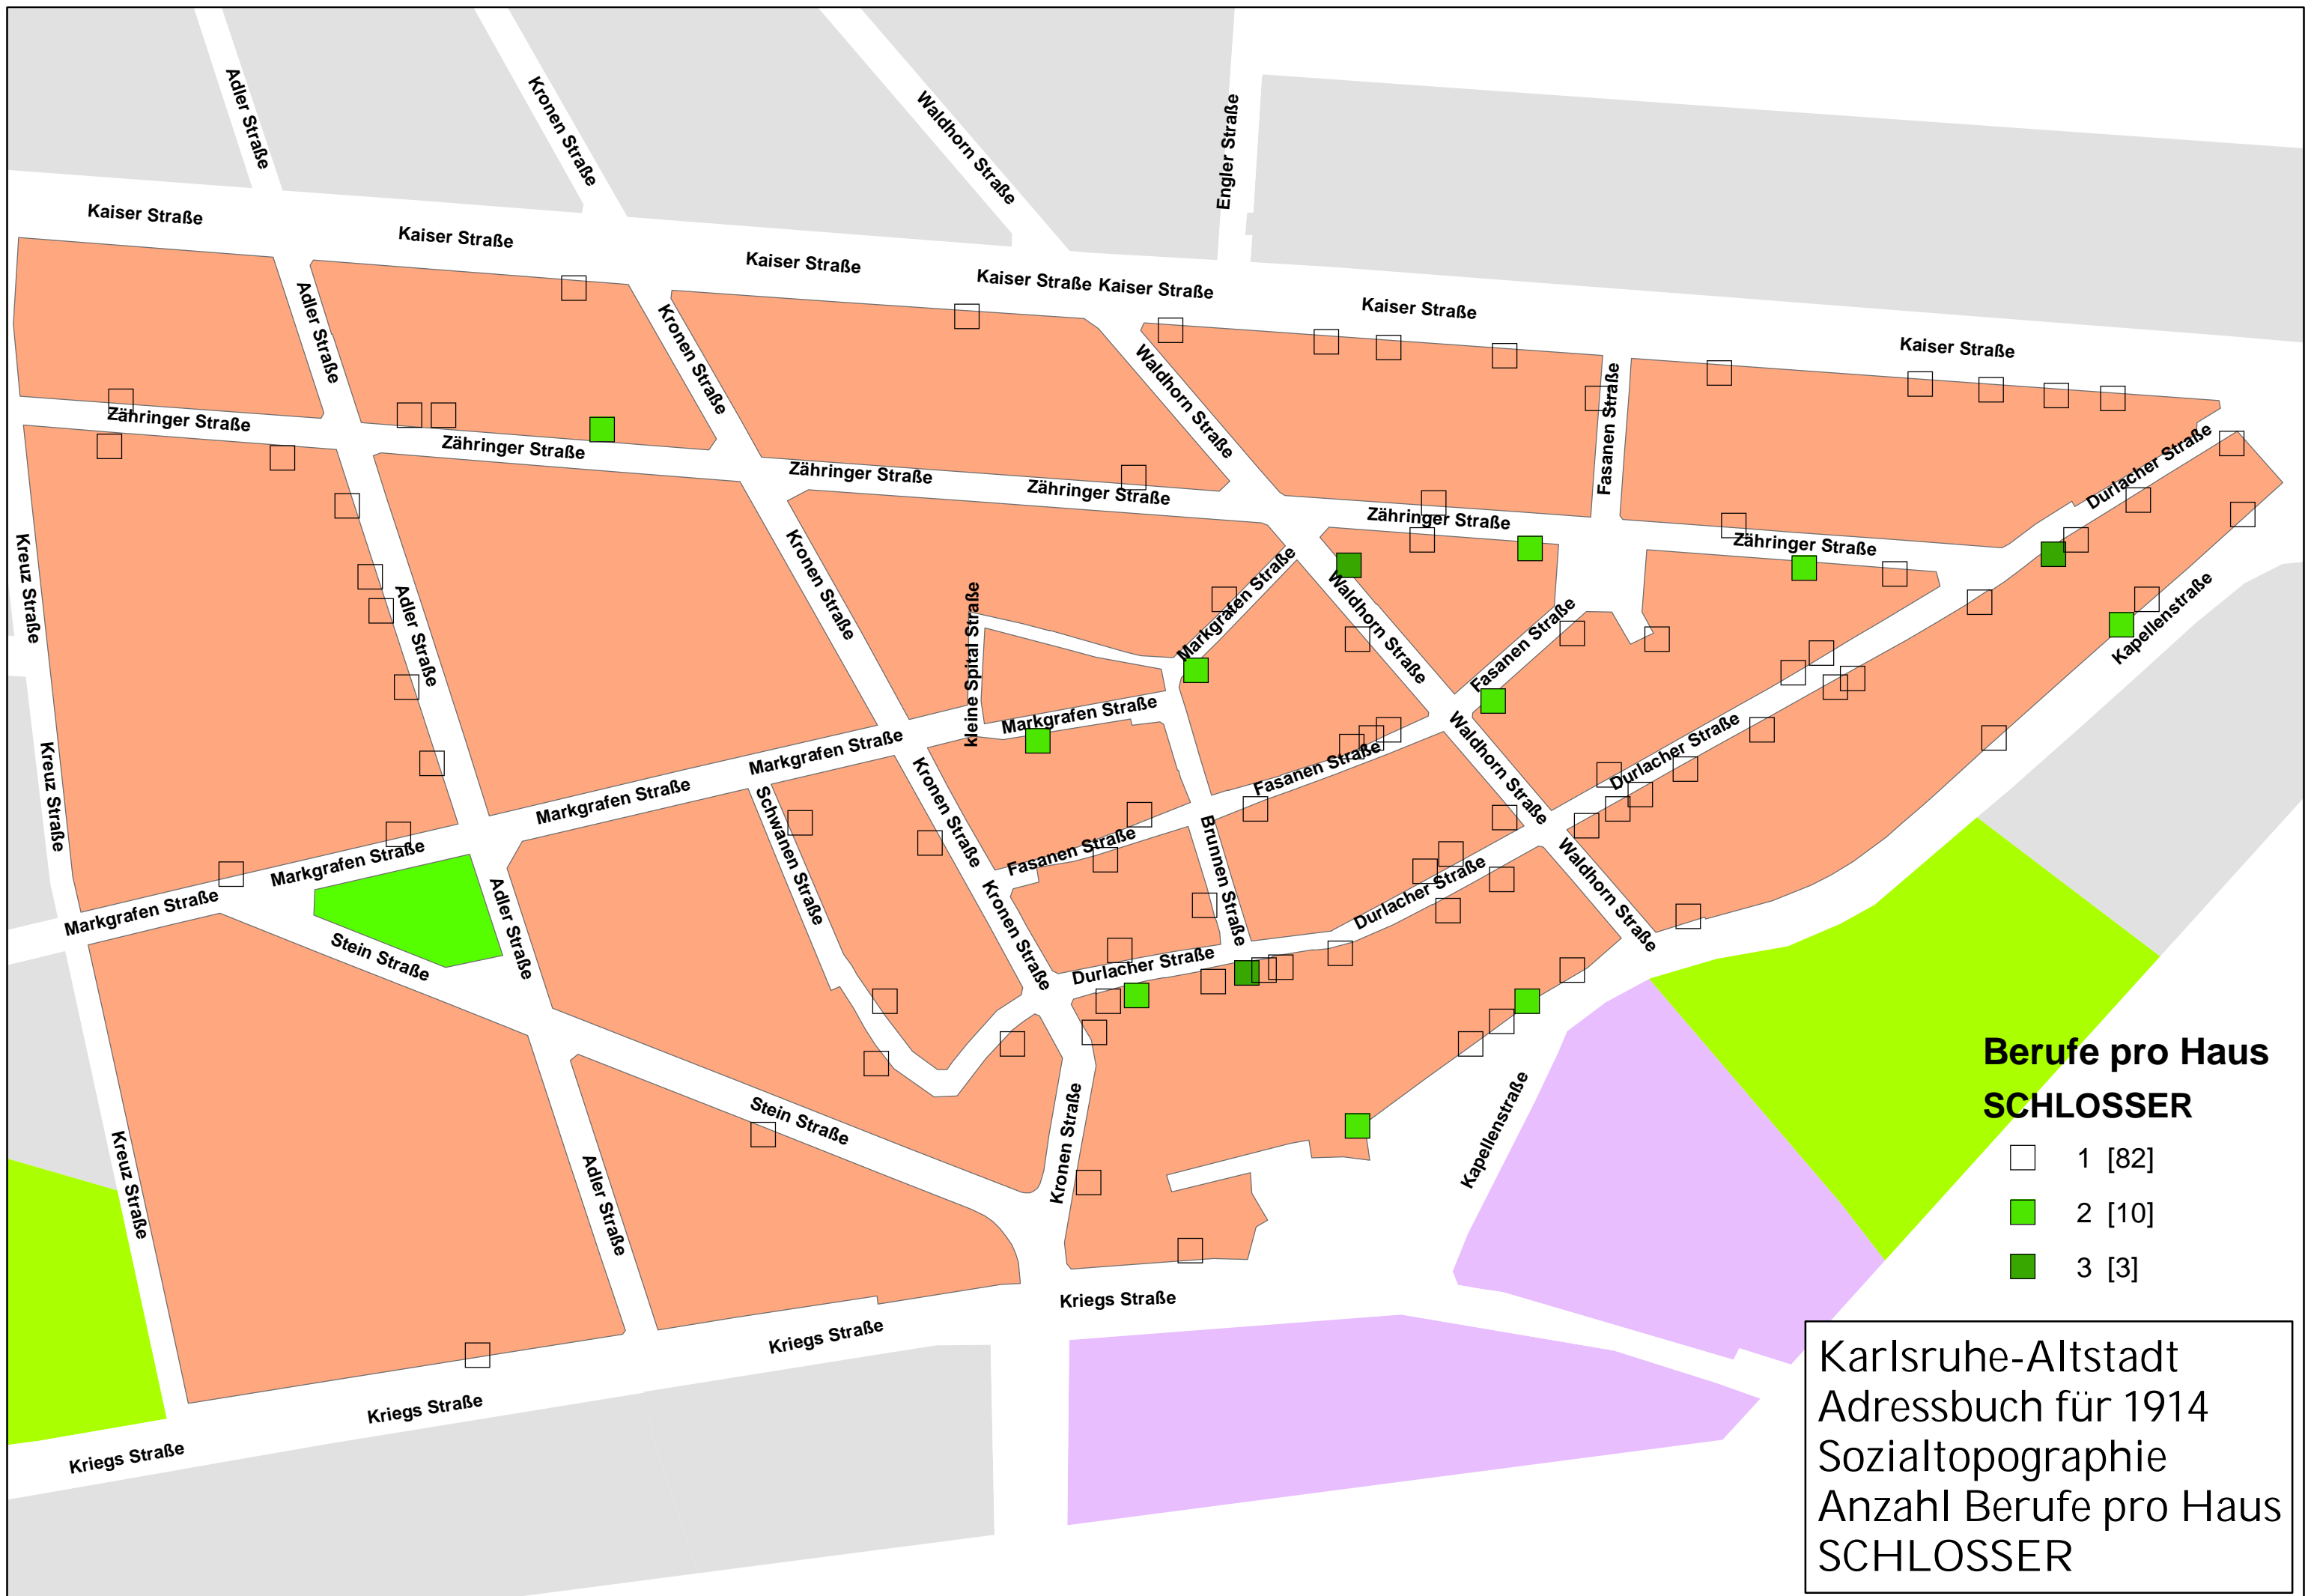 Adler Straße
Kronen Straße
Waldhorn Straße
Engler Straße
Kaiser Straße
Kaiser Straße
Kaiser Straße
Kaiser Straße
Kaiser Straße
Kaiser Straße
Kaiser Straße
Adler Straße
Kronen Straße
Waldhorn Straße
Fasanen Straße
Durlacher Straße
Zähringer Straße
Zähringer Straße
Zähringer Straße
Zähringer Straße
Zähringer Straße
Zähringer Straße
Kreuz Straße
Adler Straße
Kronen Straße
kleine Spital Straße
Markgrafen Straße
Waldhorn Straße
Fasanen Straße
Kapellenstraße
Kreuz Straße
Markgrafen Straße
Markgrafen Straße
Markgrafen Straße
Markgrafen Straße
Markgrafen Straße
Schwanen Straße
Kronen Straße
Fasanen Straße
Fasanen Straße
Brunnen Straße
Waldhorn Straße
Durlacher Straße
Durlacher Straße
Durlacher Straße
Waldhorn Straße
Stein Straße
Adler Straße
Kronen Straße
Kreuz Straße
Adler Straße
Stein Straße
Kronen Straße
Kapellenstraße
Kriegs Straße
Kriegs Straße
Kriegs Straße
Kriegs Straße
Berufe pro Haus
SCHLOSSER
1 [82]
2 [10]
3 [3]
Karlsruhe-Altstadt
Adressbuch für 1914
Sozialtopographie
Anzahl Berufe pro Haus
SCHLOSSER